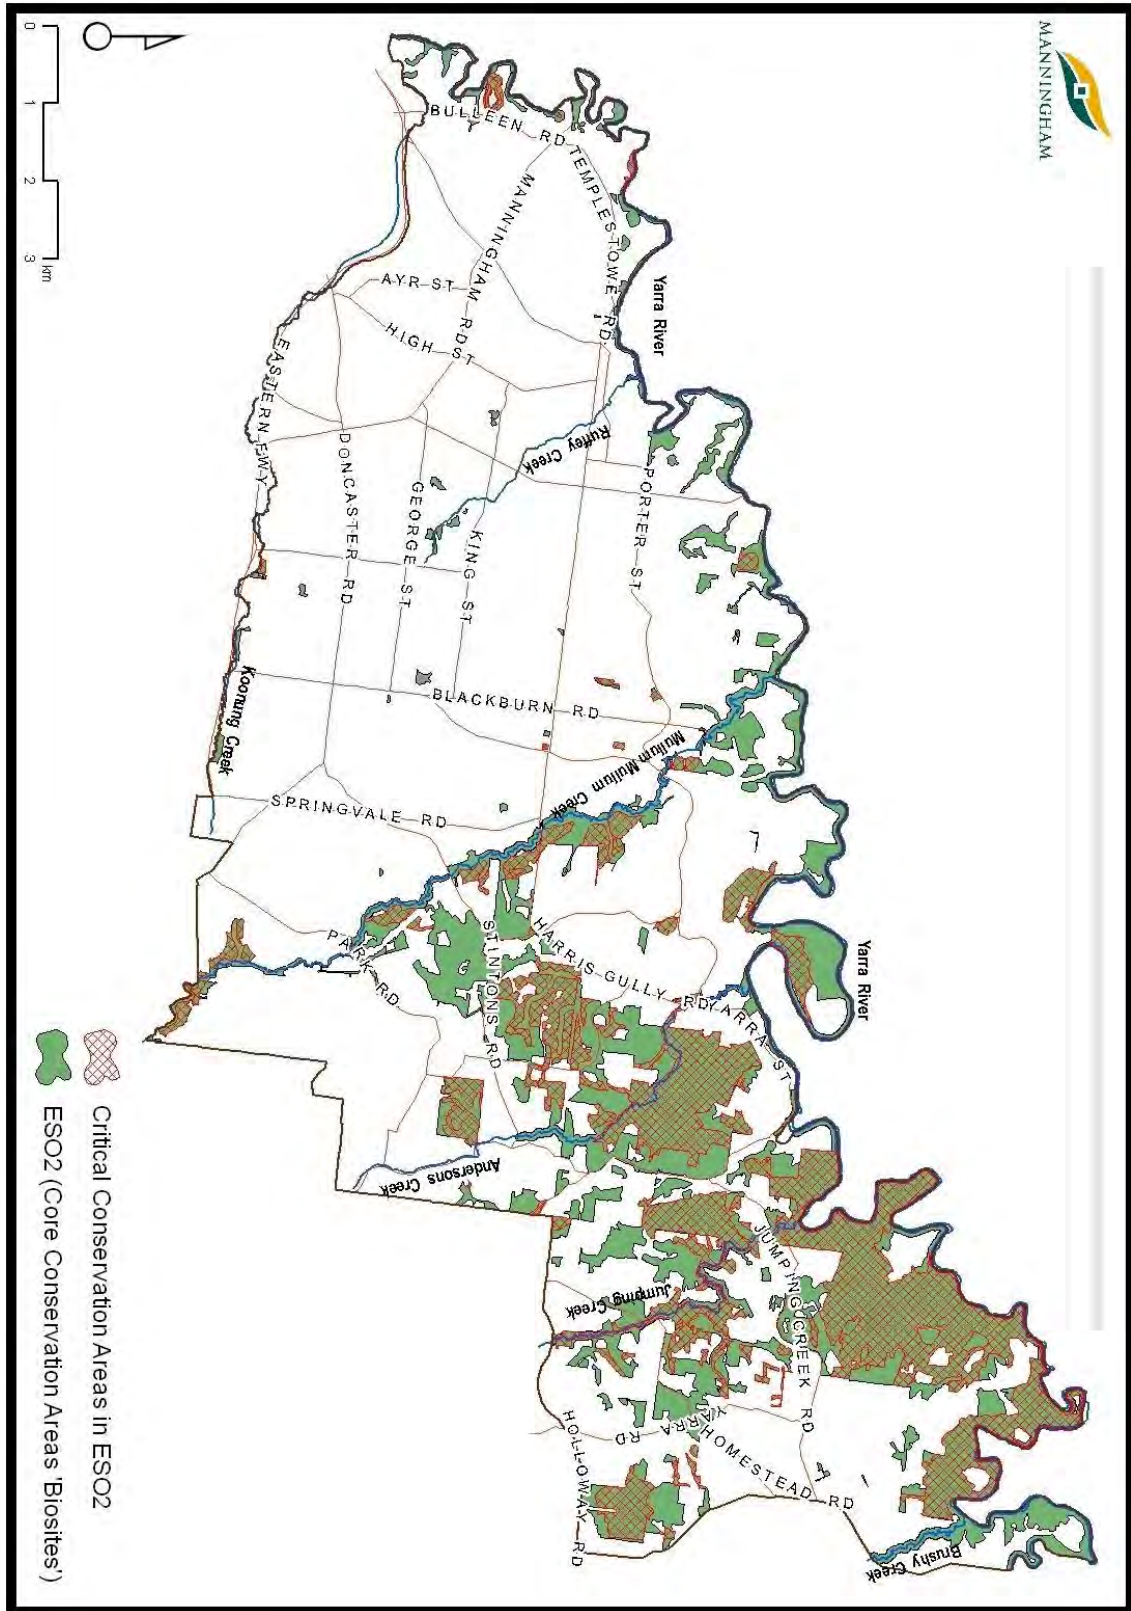 MANNINGHAM
Yarra River
Yarra River
BULLEEN RD
TEMPLESTOWE RD
MANNINGHAM RD
AYR ST
HIGH ST
Ruffey Creek
PORTER ST
KING ST
GEORGE ST
DONCASTER RD
EASTERN FWY
BLACKBURN RD
Koonung Creek
Mullum Mullum Creek
SPRINGVALE RD
HARRIS GULLY RD
YARRA ST
STINTONS RD
PARK RD
Andersons Creek
JUMPING CREEK RD
Jumping Creek
YARRA RD
HOMESTEAD RD
HOLLOWAY RD
Brushy Creek
0 1 2 3 km
Critical Conservation Areas in ESO2
ESO2 (Core Conservation Areas 'Biosites')